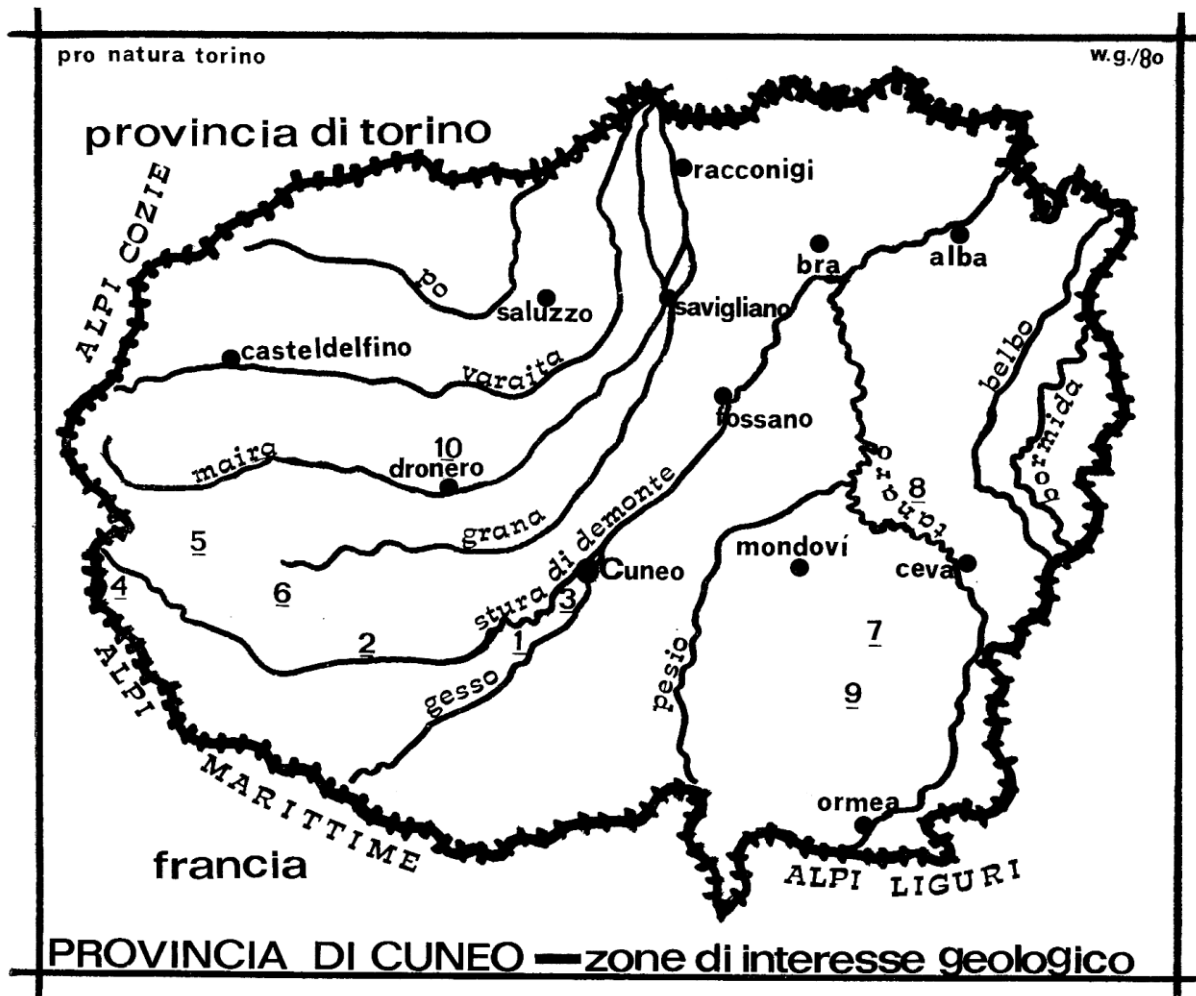 pro natura torino
w.g./80
provincia di torino
ALPI COZIE
racconigi
bra
alba
po
saluzzo
savigliano
casteldelfino
varaita
belbo
bormida
fossano
maira
10
dronero
tanaro
8
grana
stura di demonte
5
mondoví
ceva
Cuneo
4
6
3
2
1
7
ALPI
gesso
pesio
9
MARITTIME
ormea
francia
ALPI LIGURI
PROVINCIA DI CUNEO — zone di interesse geologico